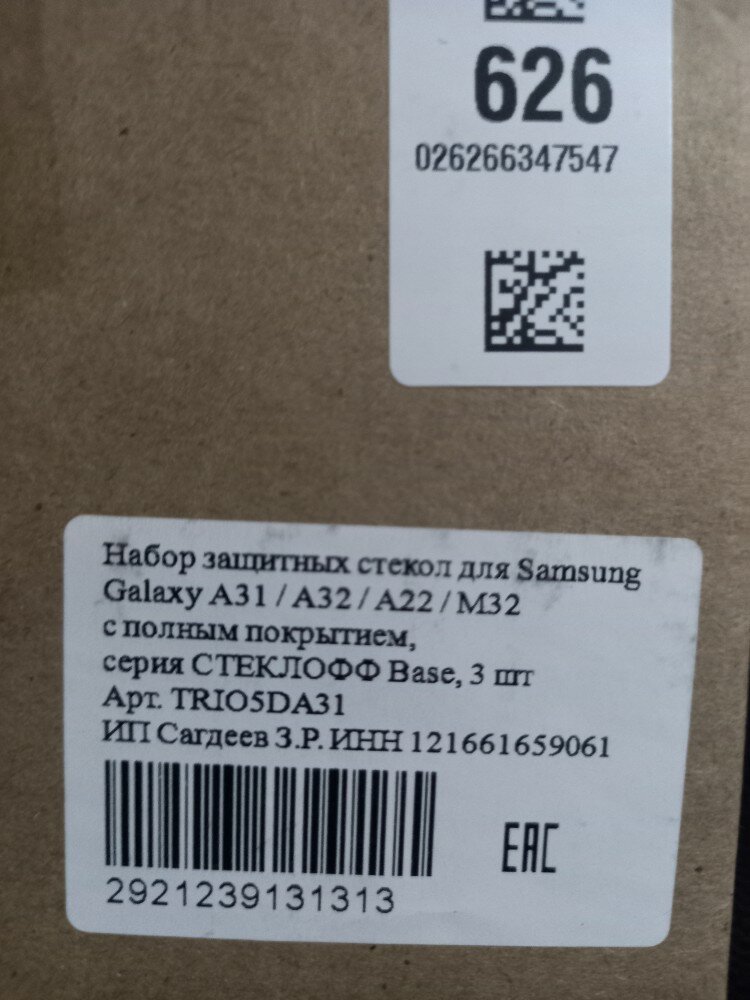 626
026266347547
Набор защитных стекол для Samsung
Galaxy A31 / A32 / A22 / M32
с полным покрытием,
серия СТЕКЛОФФ Base, 3 шт
Арт. TRIO5DA31
ИП Сагдеев З.Р. ИНН 121661659061
EAC
2921239131313